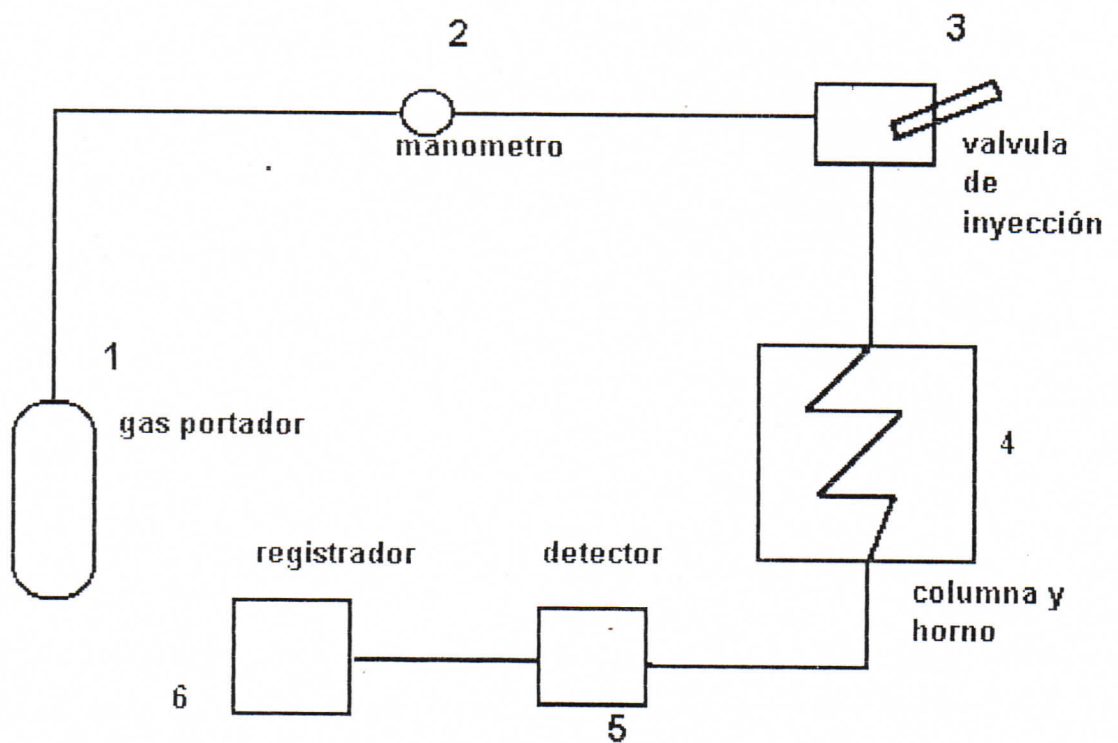 2
3
manometro
valvula
de
inyección
1
gas portador
4
registrador
detector
columna y
horno
6
5